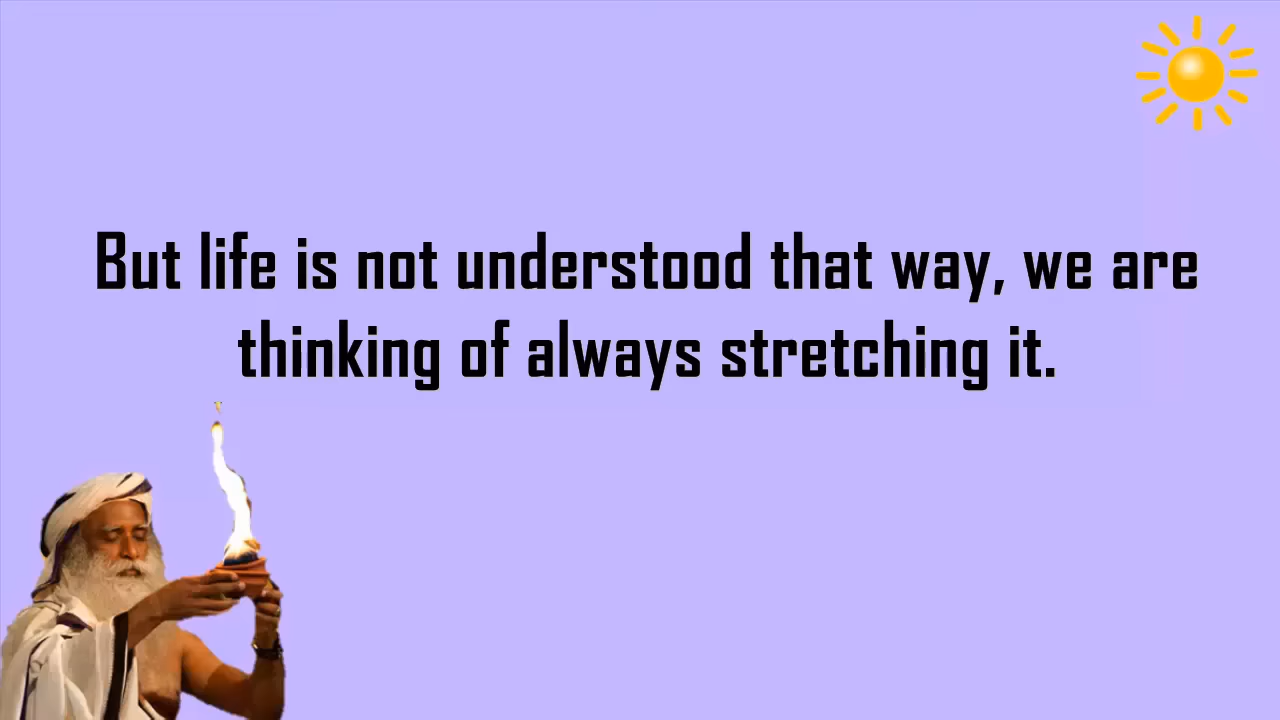 But life is not understood that way, we are
thinking of always stretching it.